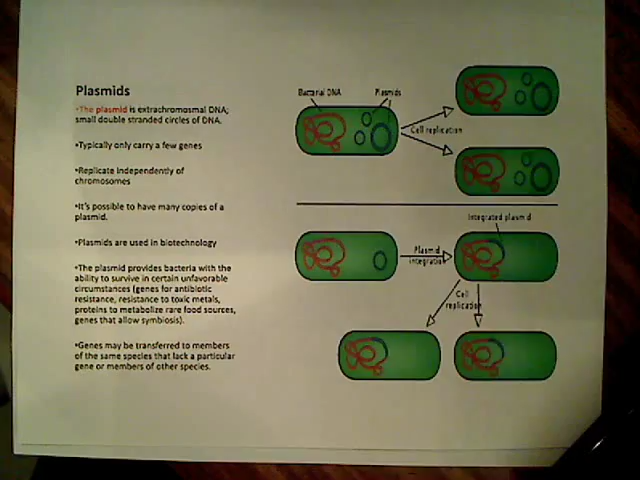 Plasmids
•The plasmid is extrachrosmal DNA;
small double stranded circles of DNA.
•Typically only carry a few genes
•Replicate independently of
chromosomes
•It's possible to have many copies of a
plasmid.
•Plasmids are used in biotechnology
•The plasmid provides bacteria with the
ability to survive in certain unfavorable
circumstances (genes for antibiotic
resistance, resistance to toxic metals,
proteins to metabolize rare food sources,
genes that allow symbiosis).
•Genes may be transferred to members
of the same species that lack a particular
gene or members of other species.
Bacterial DNA
Plasmids
Cell replication
Integrated plasmid
Plasmid
integration
Cell
replication